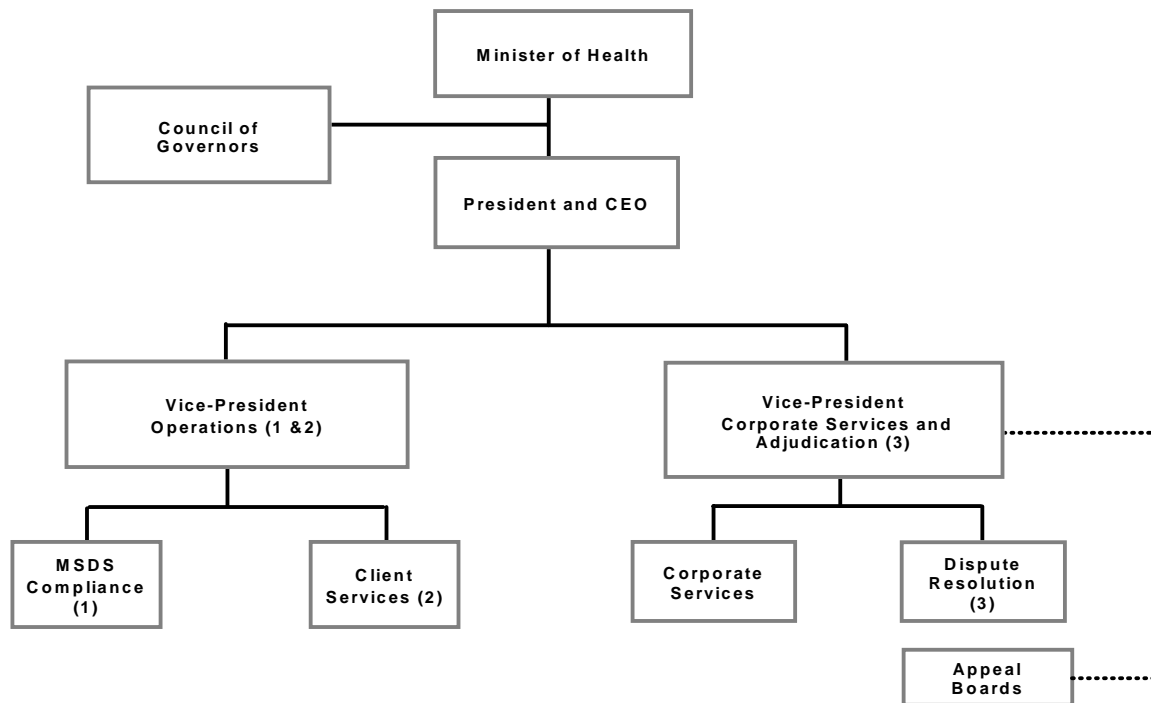 Minister of Health
Council of
Governors
President and CEO
Vice-President
Operations (1 &2)
Vice-President
Corporate Services and
Adjudication (3)
MSDS
Compliance
(1)
Client
Services (2)
Corporate
Services
Dispute
Resolution
(3)
Appeal
Boards